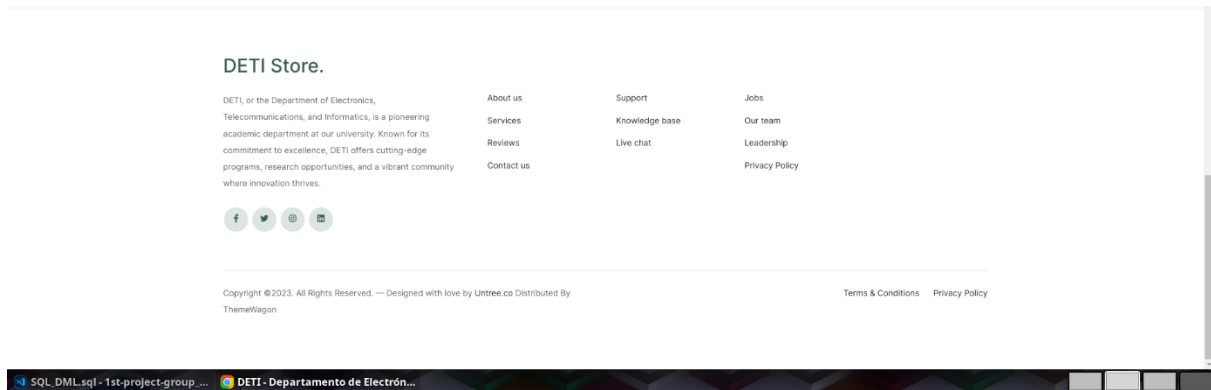 DETI Store.
DETI, or the Department of Electronics,
Telecommunications, and Informatics, is a pioneering
academic department at our university. Known for its
commitment to excellence, DETI offers cutting-edge
programs, research opportunities, and a vibrant community
where innovation thrives.
About us
Services
Reviews
Contact us
Support
Knowledge base
Live chat
Jobs
Our team
Leadership
Privacy Policy
Copyright ©2023. All Rights Reserved. — Designed with love by Untree.co Distributed By
ThemeWagon
Terms & Conditions Privacy Policy
SQL_DML.sql - 1st-project-group_... DETI - Departamento de Electrón...